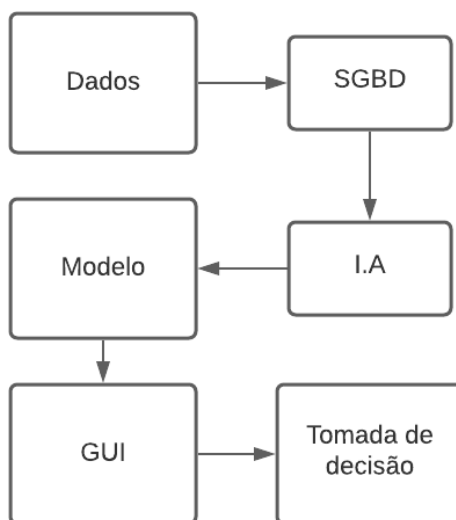 Dados
SGBD
Modelo
I.A
GUI
Tomada de
decisão